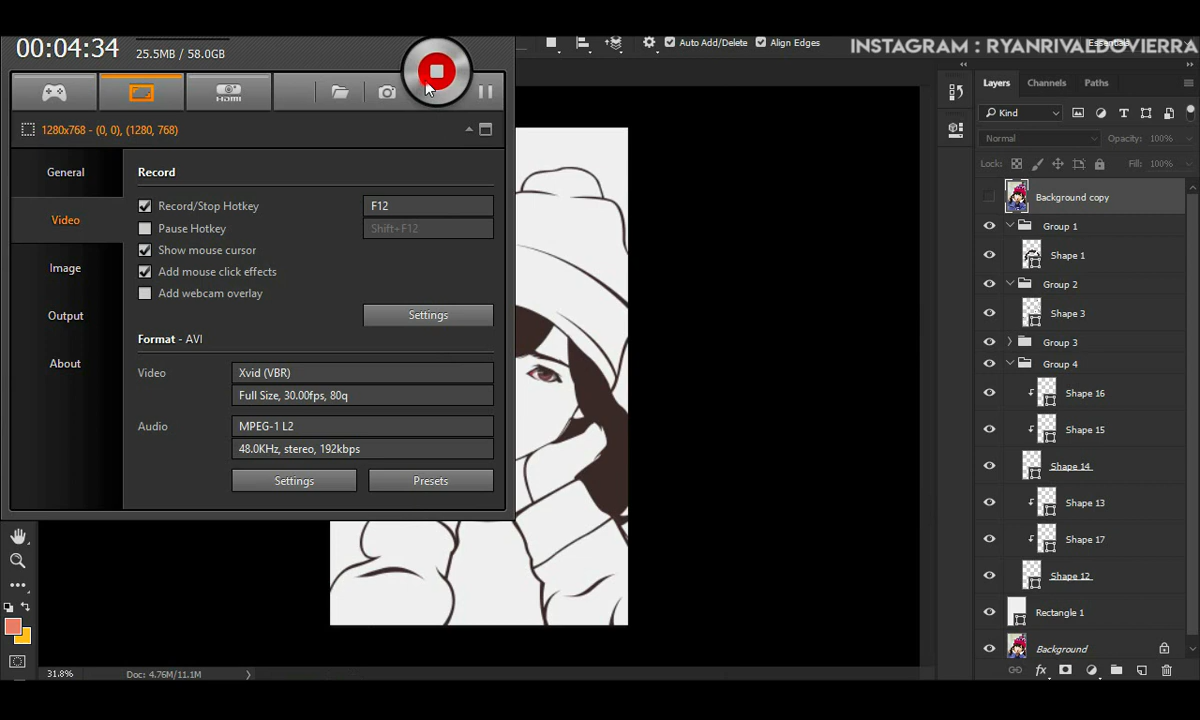 00:04:34
25.5MB / 58.0GB
Auto Add/Delete
Align Edges
INSTAGRAM : RYANRIVALDOVIERRA
Essentials
HDMI
1280x768 - (0, 0), (1280, 768)
General
Video
Image
Output
About
Record
Record/Stop Hotkey
F12
Pause Hotkey
Shift+F12
Show mouse cursor
Add mouse click effects
Add webcam overlay
Settings
Format - AVI
Video
Xvid (VBR)
Full Size, 30.00fps, 80q
Audio
MPEG-1 L2
48.0KHz, stereo, 192kbps
Settings
Presets
Layers
Channels
Paths
Kind
Normal
Opacity: 100%
Lock:
Fill: 100%
Background copy
Group 1
Shape 1
Group 2
Shape 3
Group 3
Group 4
Shape 16
Shape 15
Shape 14
Shape 13
Shape 17
Shape 12
Rectangle 1
Background
31.8%
Doc: 4.76M/11.1M